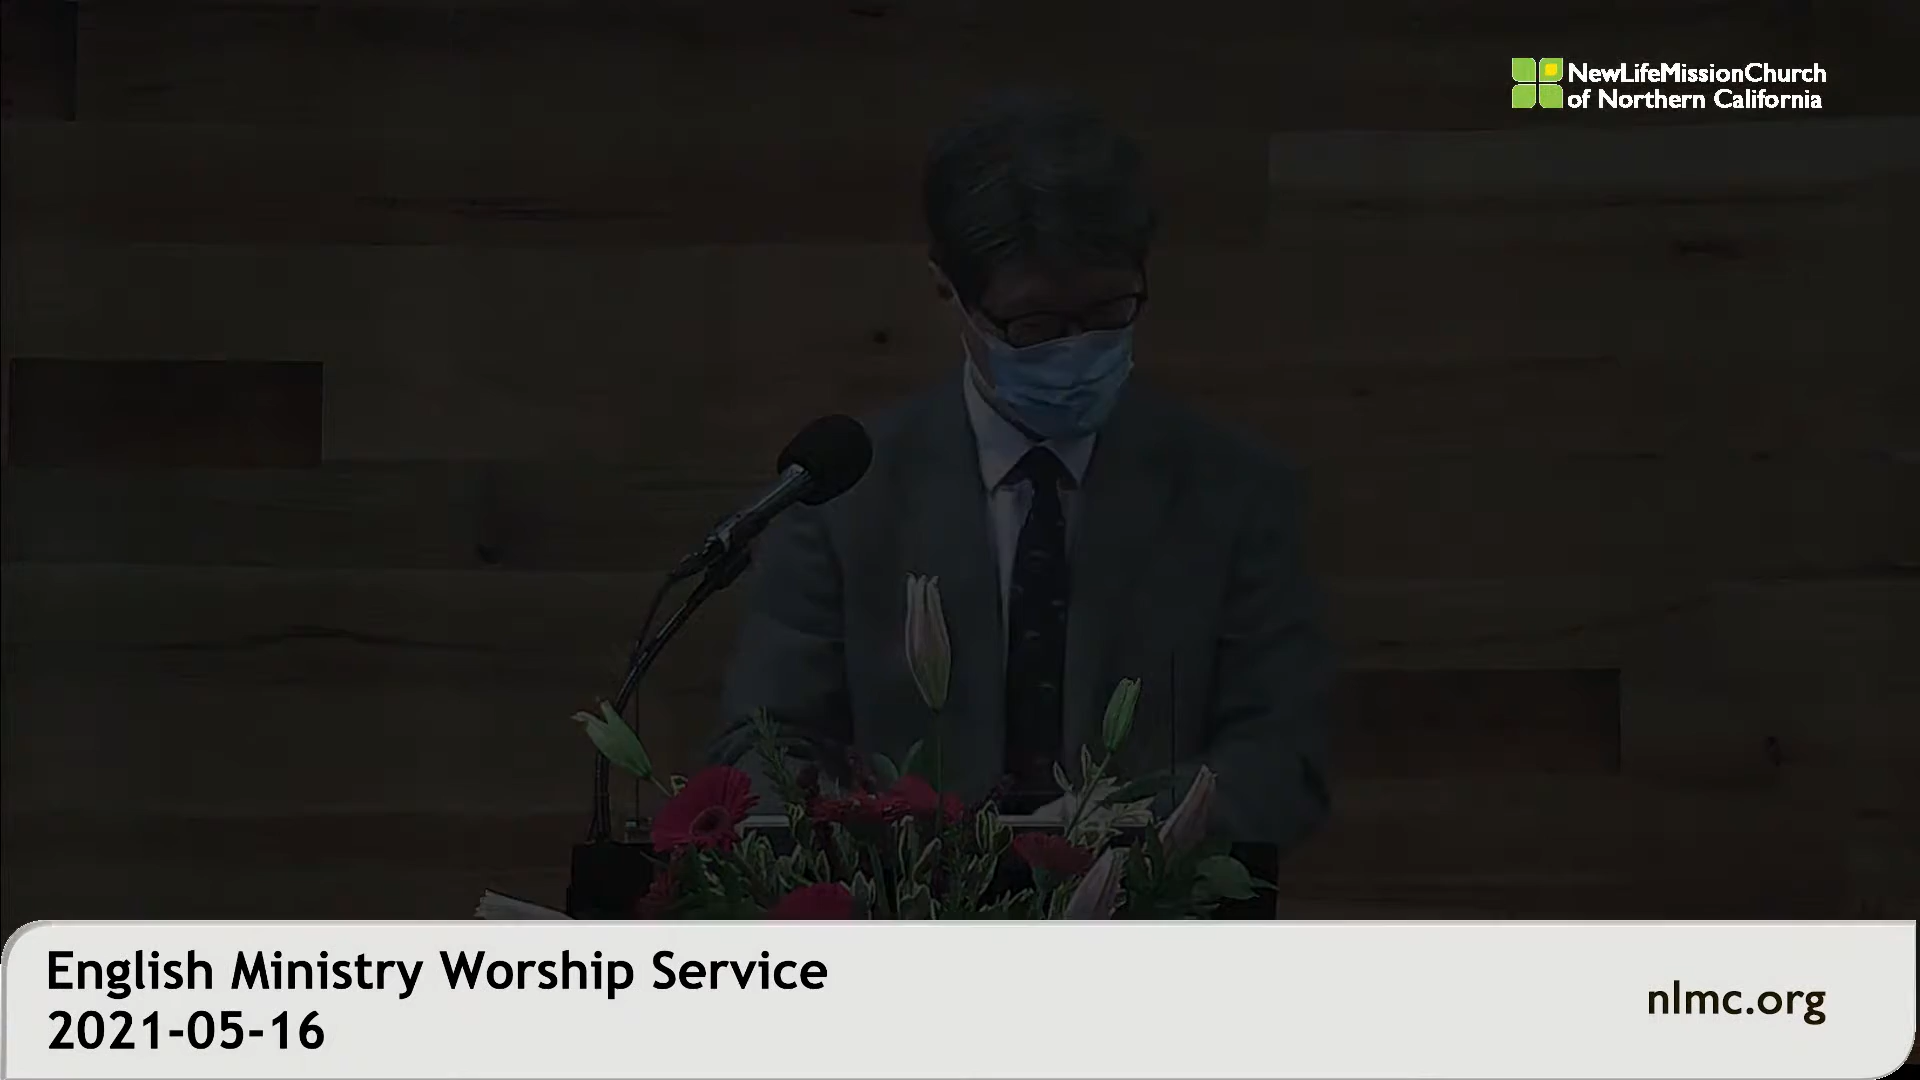 NewLifeMissionChurch
of Northern California
English Ministry Worship Service
2021-05-16
nlmc.org